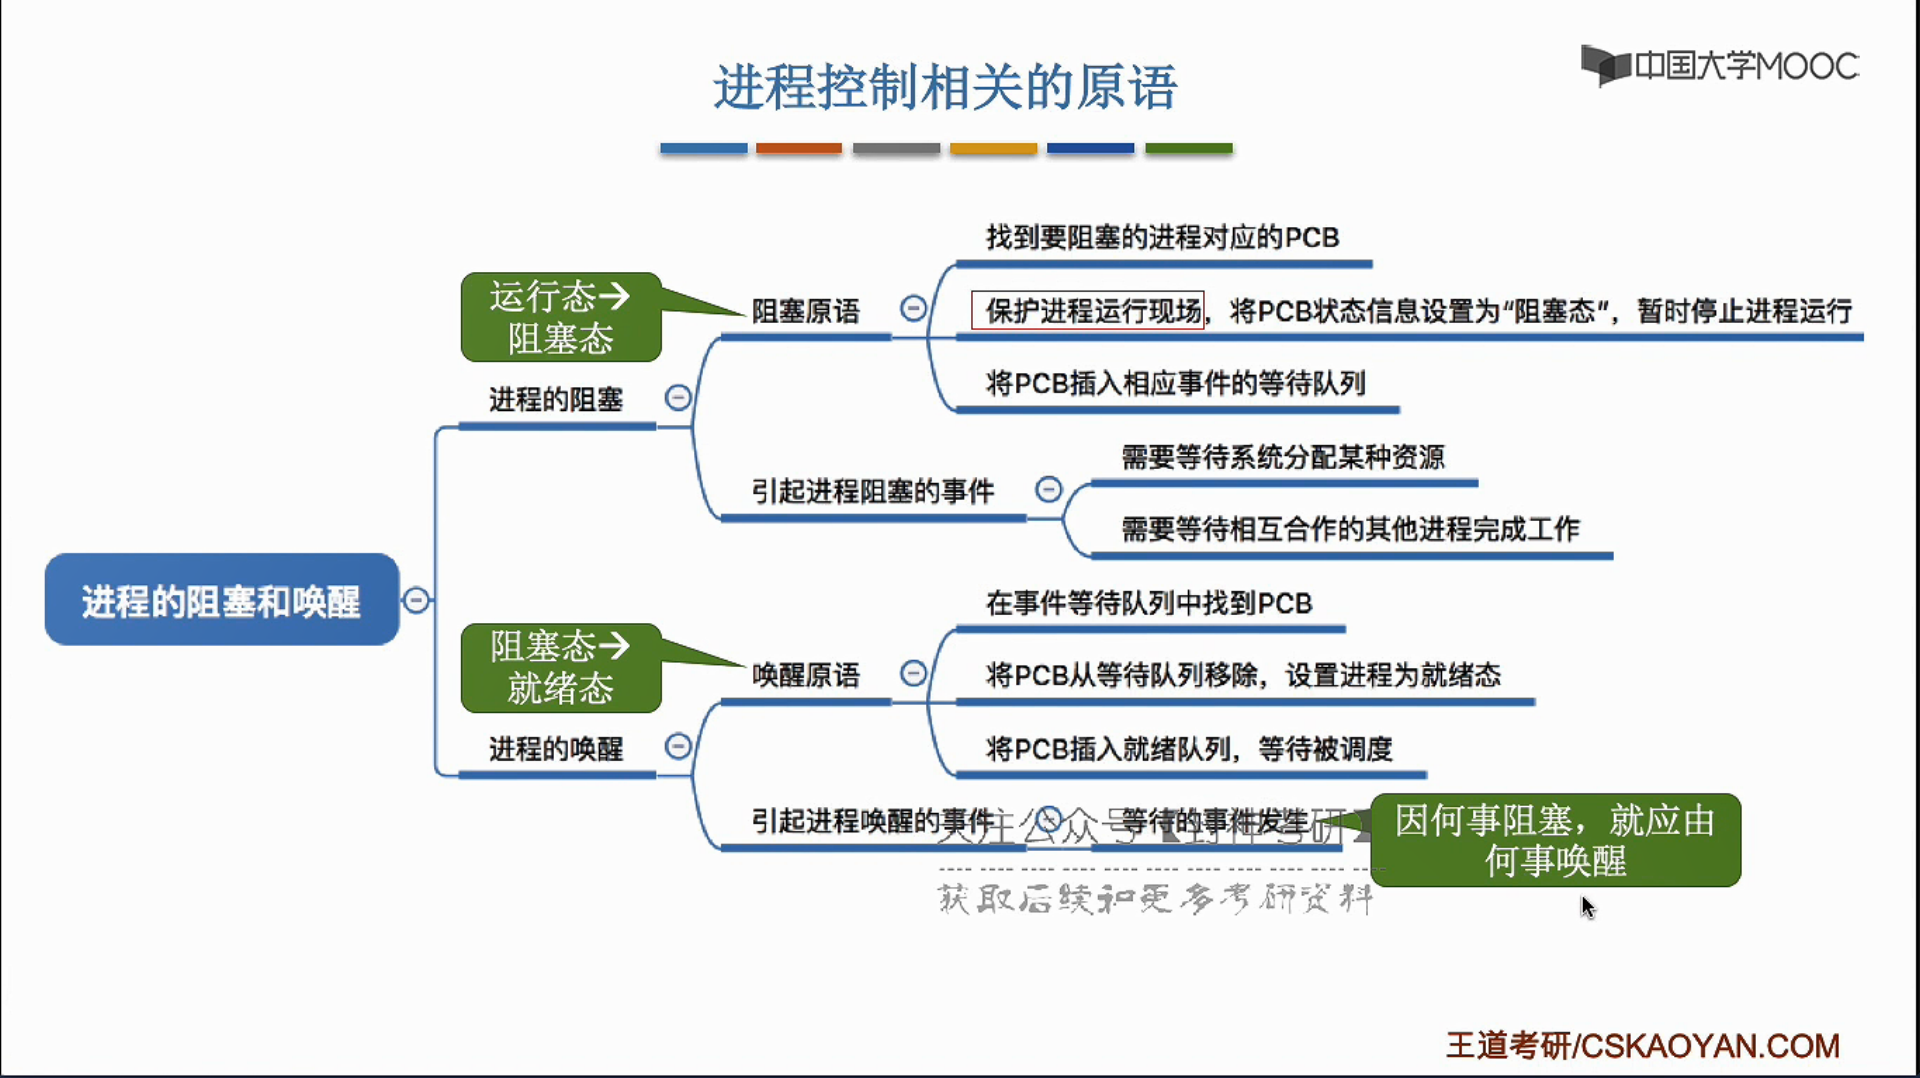 中国大学MOOC
进程控制相关的原语
找到要阻塞的进程对应的PCB
运行态→
阻塞态
阻塞原语
保护进程运行现场，将PCB状态信息设置为“阻塞态”，暂时停止进程运行
将PCB插入相应事件的等待队列
进程的阻塞
需要等待系统分配某种资源
引起进程阻塞的事件
需要等待相互合作的其他进程完成工作
进程的阻塞和唤醒
在事件等待队列中找到PCB
阻塞态→
就绪态
唤醒原语
将PCB从等待队列移除，设置进程为就绪态
将PCB插入就绪队列，等待被调度
进程的唤醒
引起进程唤醒的事件
等待的事件发生
因何事阻塞，就应由
何事唤醒
关注公众号【封神考研】
获取后续和更多考研资料
王道考研/CSKAOYAN.COM